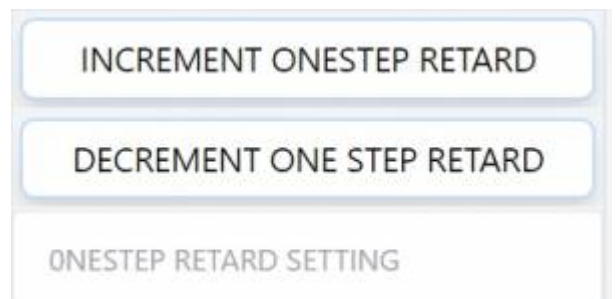 INCREMENT ONESTEP RETARD
DECREMENT ONE STEP RETARD
0NESTEP RETARD SETTING